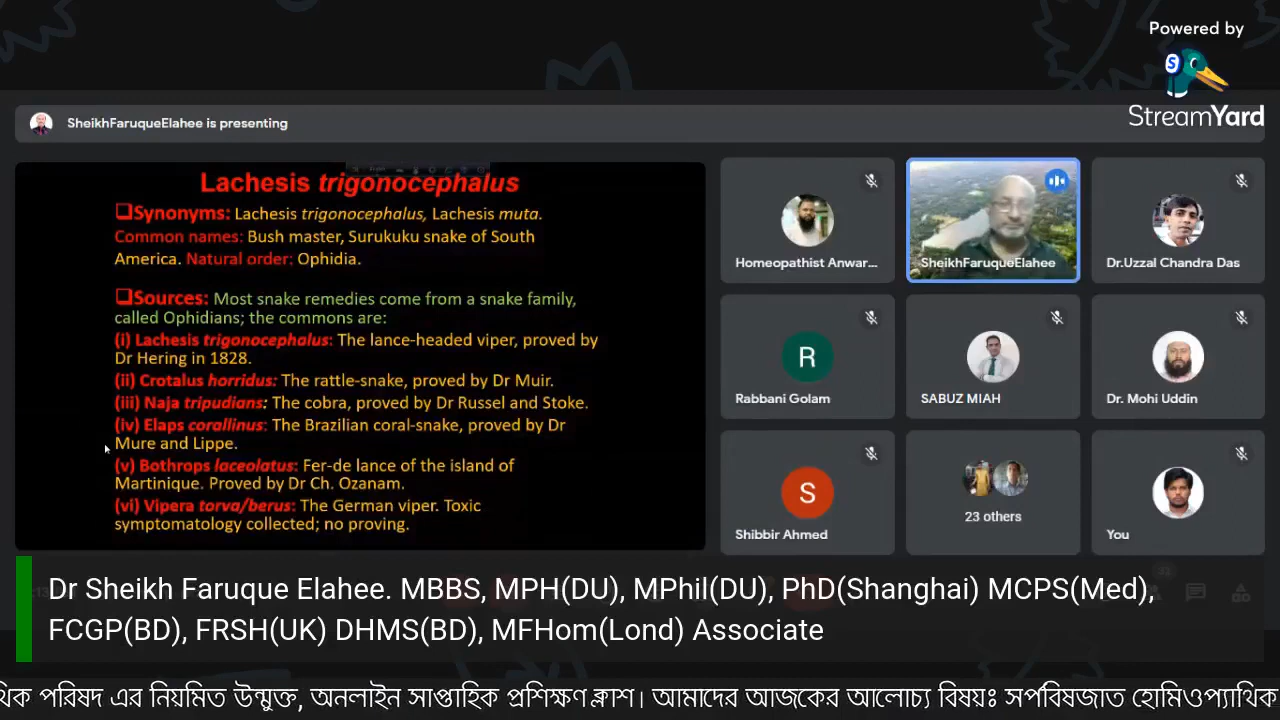 Powered by
StreamYard
SheikhFaruqueElahee is presenting
Lachesis trigonocephalus
❑Synonyms: Lachesis trigonocephalus, Lachesis muta.
Common names: Bush master, Surukuku snake of South
America. Natural order: Ophidia.
❑Sources: Most snake remedies come from a snake family,
called Ophidians; the commons are:
(i) Lachesis trigonocephalus: The lance-headed viper, proved by
Dr Hering in 1828.
(ii) Crotalus horridus: The rattle-snake, proved by Dr Muir.
(iii) Naja tripudians: The cobra, proved by Dr Russel and Stoke.
(iv) Elaps corallinus: The Brazilian coral-snake, proved by Dr
Mure and Lippe.
(v) Bothrops laceolatus: Fer-de lance of the island of
Martinique. Proved by Dr Ch. Ozanam.
(vi) Vipera torva/berus: The German viper. Toxic
symptomatology collected; no proving.
Homeopathist Anwar...
SheikhFaruqueElahee
Dr.Uzzal Chandra Das
R
Rabbani Golam
SABUZ MIAH
Dr. Mohi Uddin
S
Shibbir Ahmed
23 others
You
Dr Sheikh Faruque Elahee. MBBS, MPH(DU), MPhil(DU), PhD(Shanghai) MCPS(Med),
FCGP(BD), FRSH(UK) DHMS(BD), MFHom(Lond) Associate
পরিষদ এর নিয়মিত উন্মুক্ত, অনলাইন সাপ্তাহিক প্রশিক্ষণ ক্লাশ। আমাদের আজকের আলোচ্য বিষয়ঃ সর্পবিষজাত হোমিওপ্যাথিক